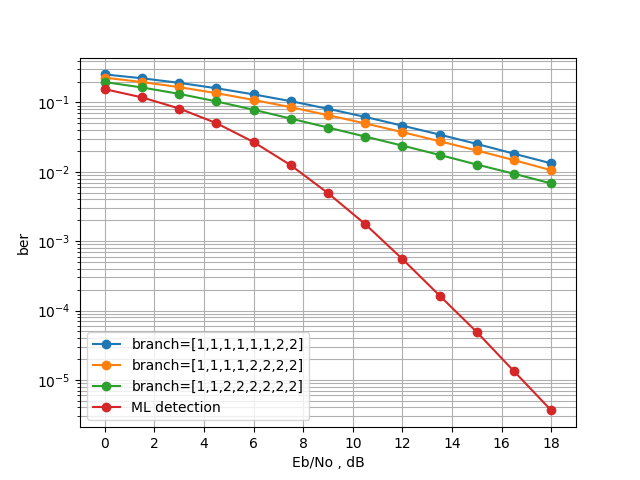 10⁻¹
10⁻²
10⁻³
10⁻⁴
10⁻⁵
ber
branch=[1,1,1,1,1,1,2,2]
branch=[1,1,1,1,2,2,2,2]
branch=[1,1,2,2,2,2,2,2]
ML detection
0 2 4 6 8 10 12 14 16 18
Eb/No , dB